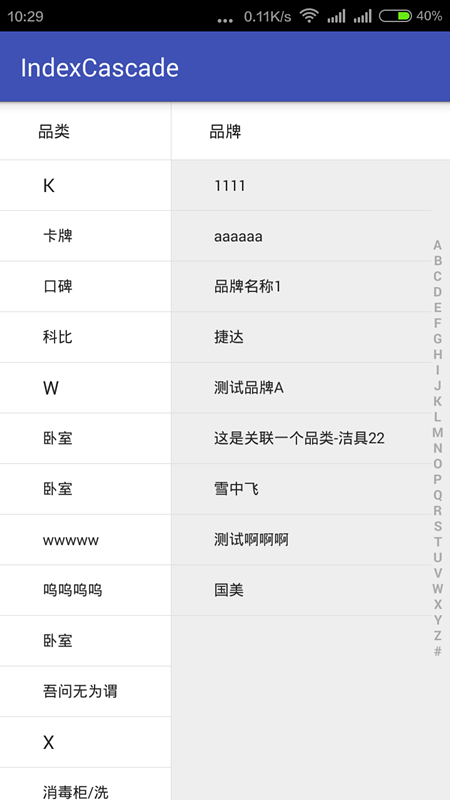 10:29 ... 0.11K/s 40%
IndexCascade
品类 品牌
K 1111
卡牌 aaaaaa
口碑 品牌名称1
科比 捷达
W 测试品牌A
卧室 这是关联一个品类-洁具22
卧室 雪中飞
wwwww 测试啊啊啊
呜呜呜呜 国美
卧室
吾问无为谓
X
消毒柜/洗
A
B
C
D
E
F
G
H
I
J
K
L
M
N
O
P
Q
R
S
T
U
V
W
X
Y
Z
#